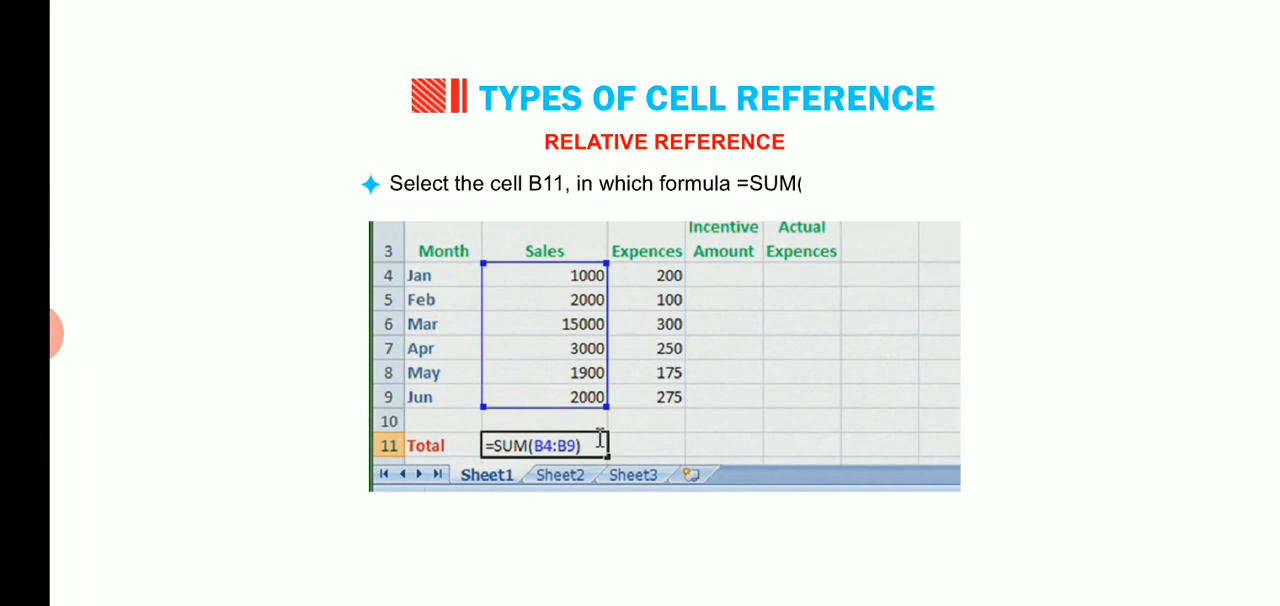 TYPES OF CELL REFERENCE
RELATIVE REFERENCE
Select the cell B11, in which formula =SUM(
Incentive Actual
3 Month Sales Expences Amount Expences
4 Jan 1000 200
5 Feb 2000 100
6 Mar 15000 300
7 Apr 3000 250
8 May 1900 175
9 Jun 2000 275
10
11 Total =SUM(B4:B9)
Sheet1 Sheet2 Sheet3